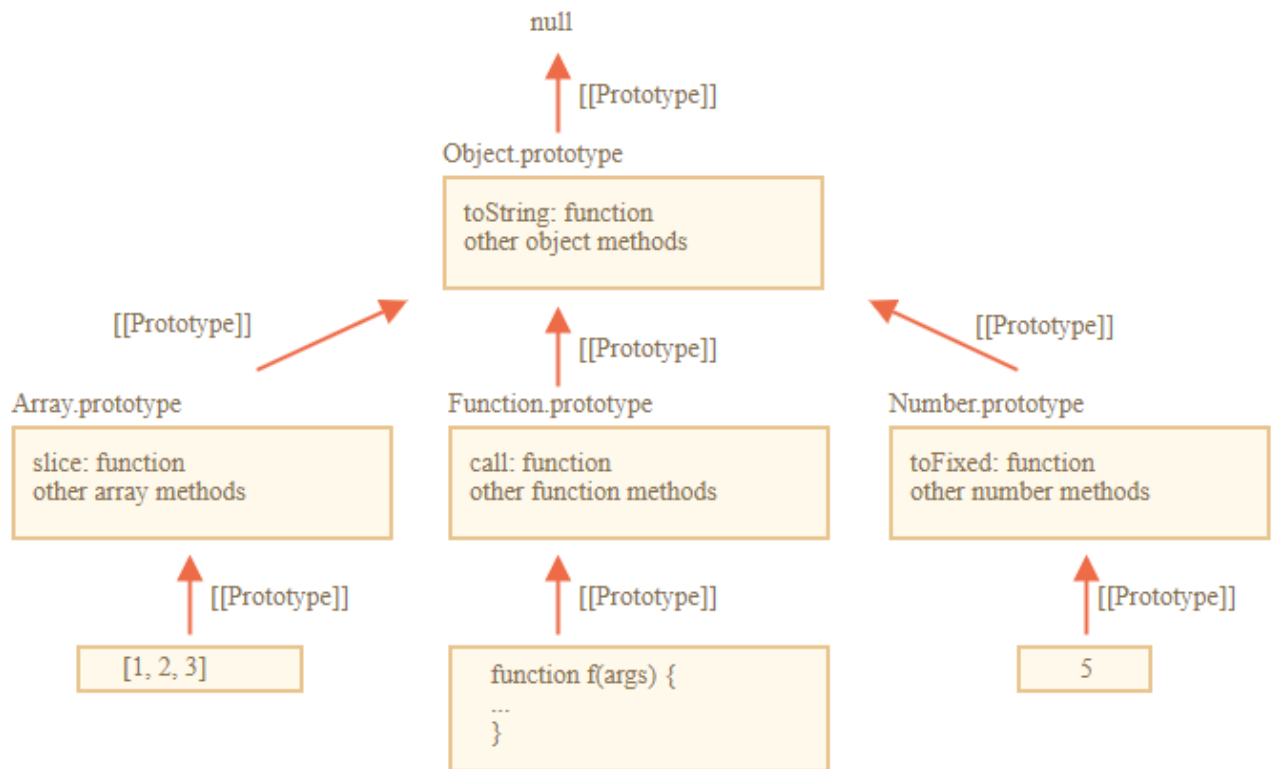 null
[[Prototype]]
Object.prototype
toString: function
other object methods
[[Prototype]]
[[Prototype]]
[[Prototype]]
Array.prototype
slice: function
other array methods
Function.prototype
call: function
other function methods
Number.prototype
toFixed: function
other number methods
[[Prototype]]
[[Prototype]]
[[Prototype]]
[1, 2, 3]
function f(args) {
...
}
5